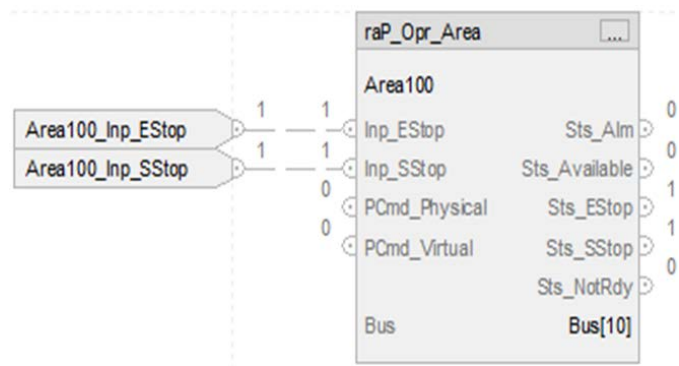 raP_Opr_Area ...
Area100
Area100_Inp_EStop 1 1 Inp_EStop Sts_Alm 0
Area100_Inp_SStop 1 1 Inp_SStop Sts_Available 0
0 PCmd_Physical Sts_EStop 1
0 PCmd_Virtual Sts_SStop 1
Sts_NotRdy 0
Bus Bus[10]